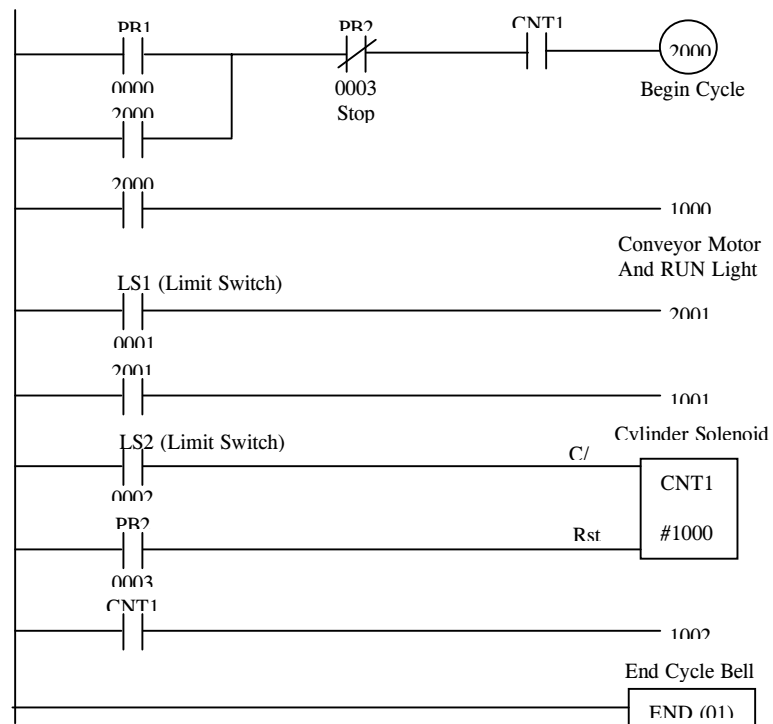 PB1 PB2 CNT1
2000
0000 0003 Begin Cycle
2000 Stop
2000
1000
Conveyor Motor
And RUN Light
LS1 (Limit Switch)
2001
0001
2001
1001
Cylinder Solenoid
LS2 (Limit Switch)
C/
CNT1
0002
PB2
Rst #1000
0003
CNT1
1002
End Cycle Bell
END (01)